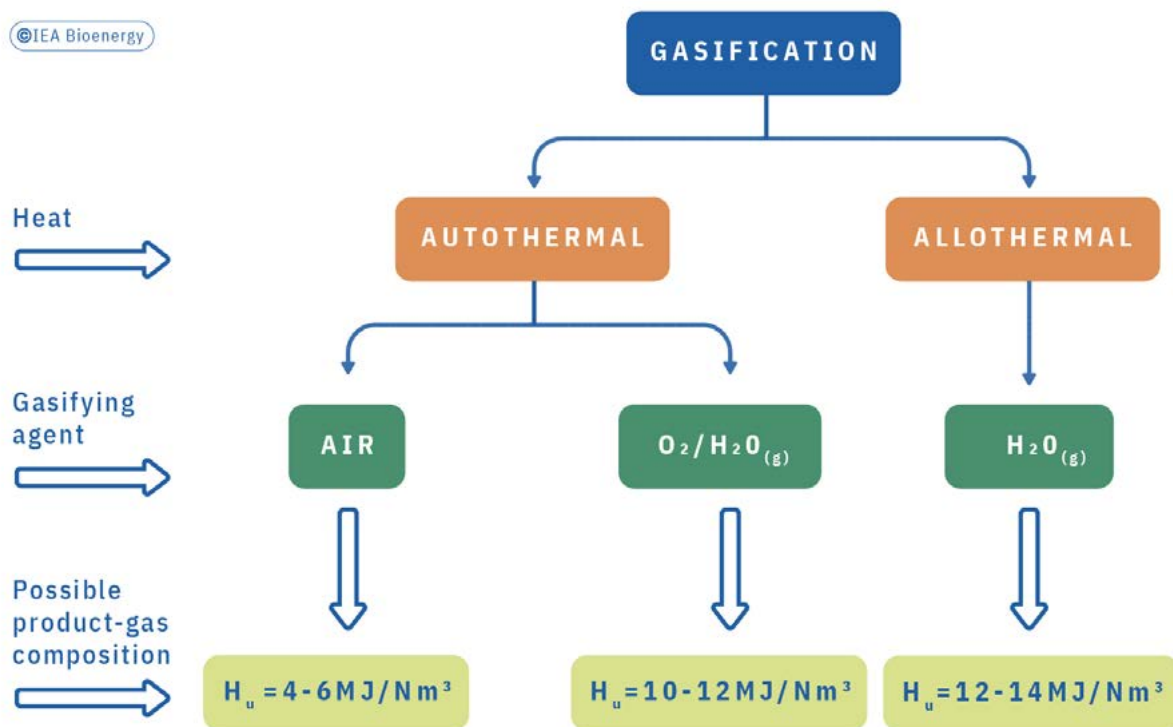 ©IEA Bioenergy
GASIFICATION
Heat
AUTOTHERMAL
ALLOTHERMAL
Gasifying
agent
AIR
O₂/H₂O(g)
H₂O(g)
Possible
product-gas
composition
Hᵤ=4-6MJ/Nm³
Hᵤ=10-12MJ/Nm³
Hᵤ=12-14MJ/Nm³